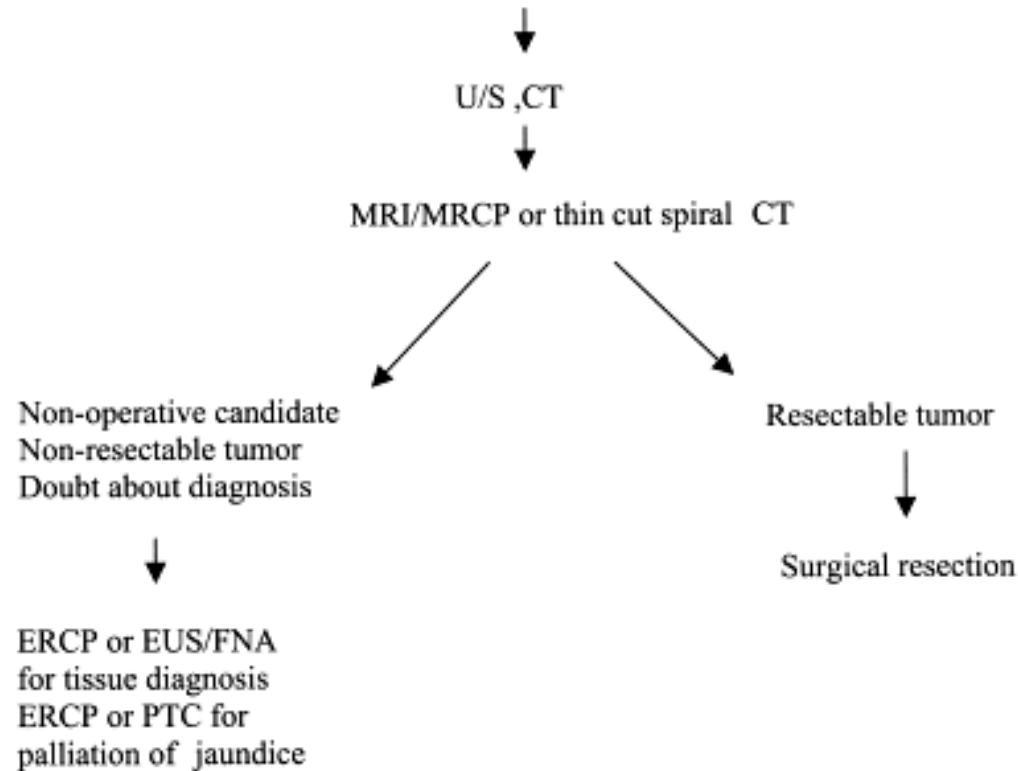 U/S ,CT
MRI/MRCP or thin cut spiral CT
Non-operative candidate
Non-resectable tumor
Doubt about diagnosis
Resectable tumor
Surgical resection
ERCP or EUS/FNA
for tissue diagnosis
ERCP or PTC for
palliation of jaundice